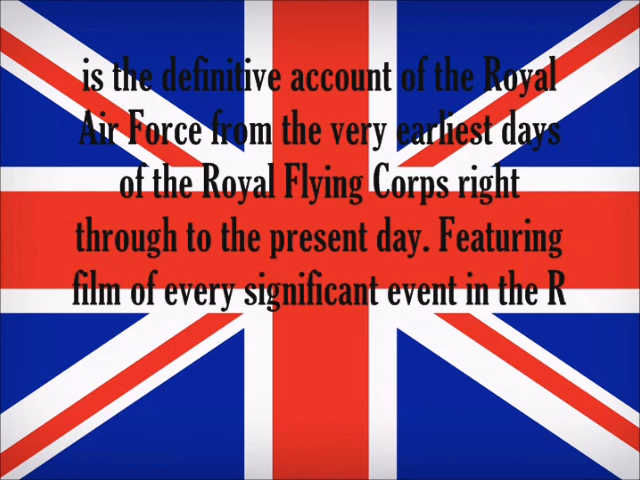 is the definitive account of the Royal
Air Force from the very earliest days
of the Royal Flying Corps right
through to the present day. Featuring
film of every significant event in the R